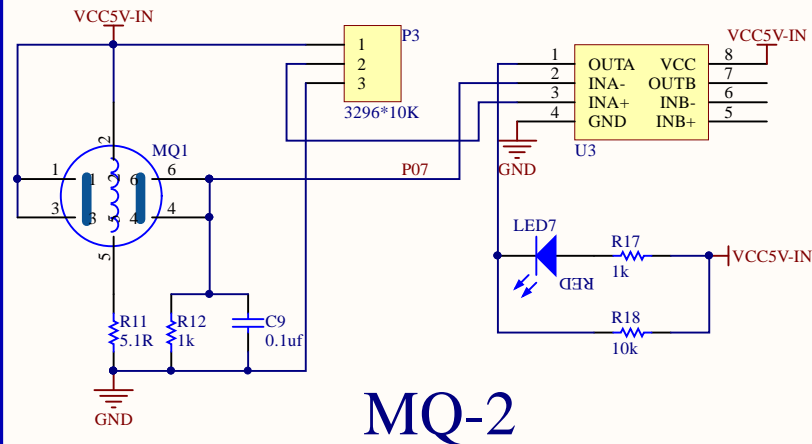 VCC5V-IN
P3
1
2
3
3296*10K
VCC5V-IN
1 OUTA VCC 8
2 INA- OUTB 7
3 INA+ INB- 6
4 GND INB+ 5
U3
GND
MQ1
2
1 1 2 6 6
3 3 5 4 4
5
P07
LED7
RED
R17
1k
VCC5V-IN
R18
10k
R11
5.1R
R12
1k
C9
0.1uf
GND
MQ-2